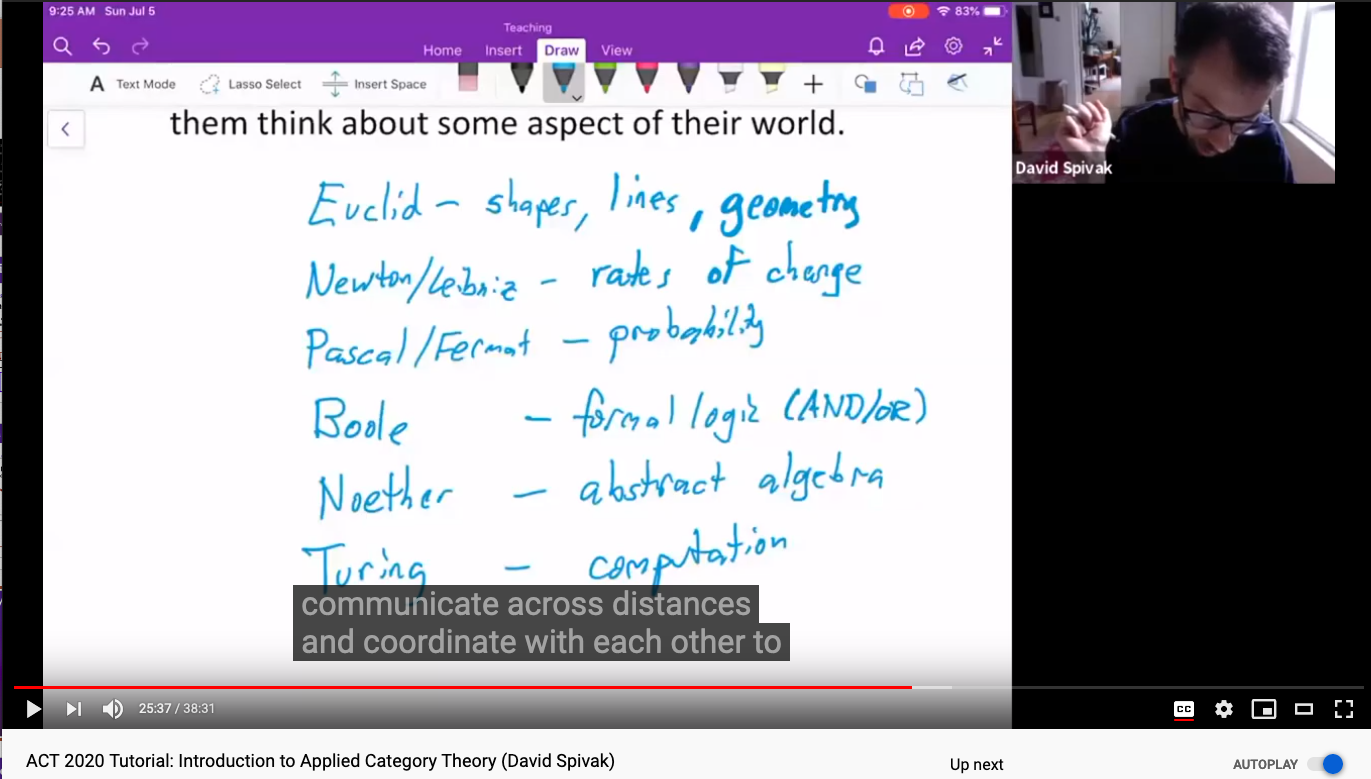 9:25 AM Sun Jul 5
83%
Teaching
Home Insert Draw View
A Text Mode Lasso Select Insert Space
them think about some aspect of their world.
David Spivak
Euclid - shapes, lines, geometry
Newton/Leibniz - rates of change
Pascal/Fermat - probability
Boole - formal logic (AND/OR)
Noether - abstract algebra
Turing - computation
communicate across distances
and coordinate with each other to
25:37 / 38:31
CC
ACT 2020 Tutorial: Introduction to Applied Category Theory (David Spivak)
Up next
AUTOPLAY